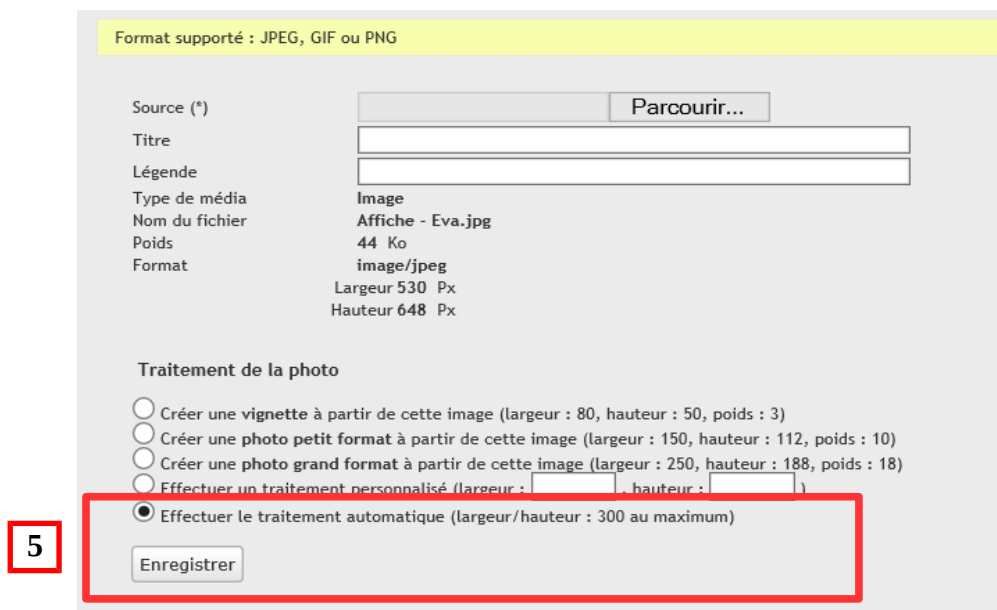 Format supporté : JPEG, GIF ou PNG
Source (*) Parcourir...
Titre
Légende
Type de média Image
Nom du fichier Affiche - Eva.jpg
Poids 44 Ko
Format image/jpeg
Largeur 530 Px
Hauteur 648 Px
Traitement de la photo
Créer une vignette à partir de cette image (largeur : 80, hauteur : 50, poids : 3)
Créer une photo petit format à partir de cette image (largeur : 150, hauteur : 112, poids : 10)
Créer une photo grand format à partir de cette image (largeur : 250, hauteur : 188, poids : 18)
Effectuer un traitement personnalisé (largeur : , hauteur : )
Effectuer le traitement automatique (largeur/hauteur : 300 au maximum)
5
Enregistrer